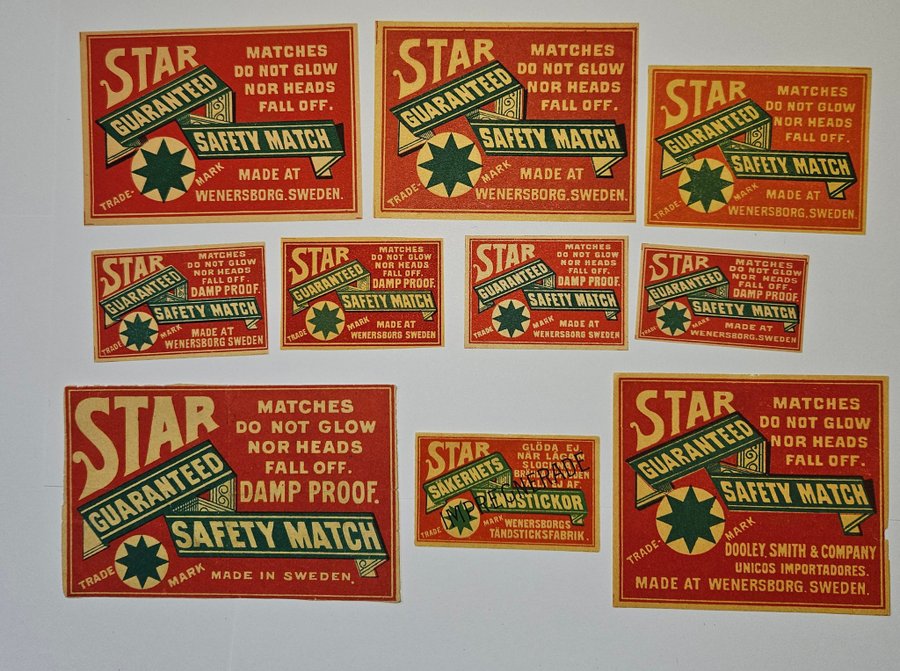 STAR
MATCHES
DO NOT GLOW
NOR HEADS
FALL OFF.
GUARANTEED
SAFETY MATCH
TRADE-MARK
MADE AT
WENERSBORG. SWEDEN.
STAR
MATCHES
DO NOT GLOW
NOR HEADS
FALL OFF.
GUARANTEED
SAFETY MATCH
TRADE-MARK
MADE AT
WENERSBORG. SWEDEN.
STAR
MATCHES
DO NOT GLOW
NOR HEADS
FALL OFF.
GUARANTEED
SAFETY MATCH
TRADE-MARK
MADE AT
WENERSBORG. SWEDEN.
STAR
MATCHES
DO NOT GLOW
NOR HEADS
FALL OFF.
DAMP PROOF.
GUARANTEED
SAFETY MATCH
TRADE MARK
MADE AT
WENERSBORG SWEDEN
STAR
MATCHES
DO NOT GLOW
NOR HEADS
FALL OFF.
DAMP PROOF.
GUARANTEED
SAFETY MATCH
TRADE MARK
MADE AT
WENERSBORG SWEDEN
STAR
MATCHES
DO NOT GLOW
NOR HEADS
FALL OFF.
DAMP PROOF.
GUARANTEED
SAFETY MATCH
TRADE MARK
MADE AT
WENERSBORG SWEDEN
STAR
MATCHES
DO NOT GLOW
NOR HEADS
FALL OFF.
DAMP PROOF.
GUARANTEED
SAFETY MATCH
TRADE MARK
MADE AT
WENERSBORG. SWEDEN
STAR
MATCHES
DO NOT GLOW
NOR HEADS
FALL OFF.
DAMP PROOF.
GUARANTEED
SAFETY MATCH
TRADE MARK
MADE IN SWEDEN.
STAR
GLÖDA EJ
NÄR LÅGAN
EJ AF
SÄKERHETS
TÄNDSTICKOR
IMPREGNERADE
TRADE MARK
WENERSBORGS
TÄNDSTICKSFABRIK.
STAR
MATCHES
DO NOT GLOW
NOR HEADS
FALL OFF.
GUARANTEED
SAFETY MATCH
TRADE-MARK
DOOLEY, SMITH & COMPANY
UNICOS IMPORTADORES.
MADE AT WENERSBORG. SWEDEN.